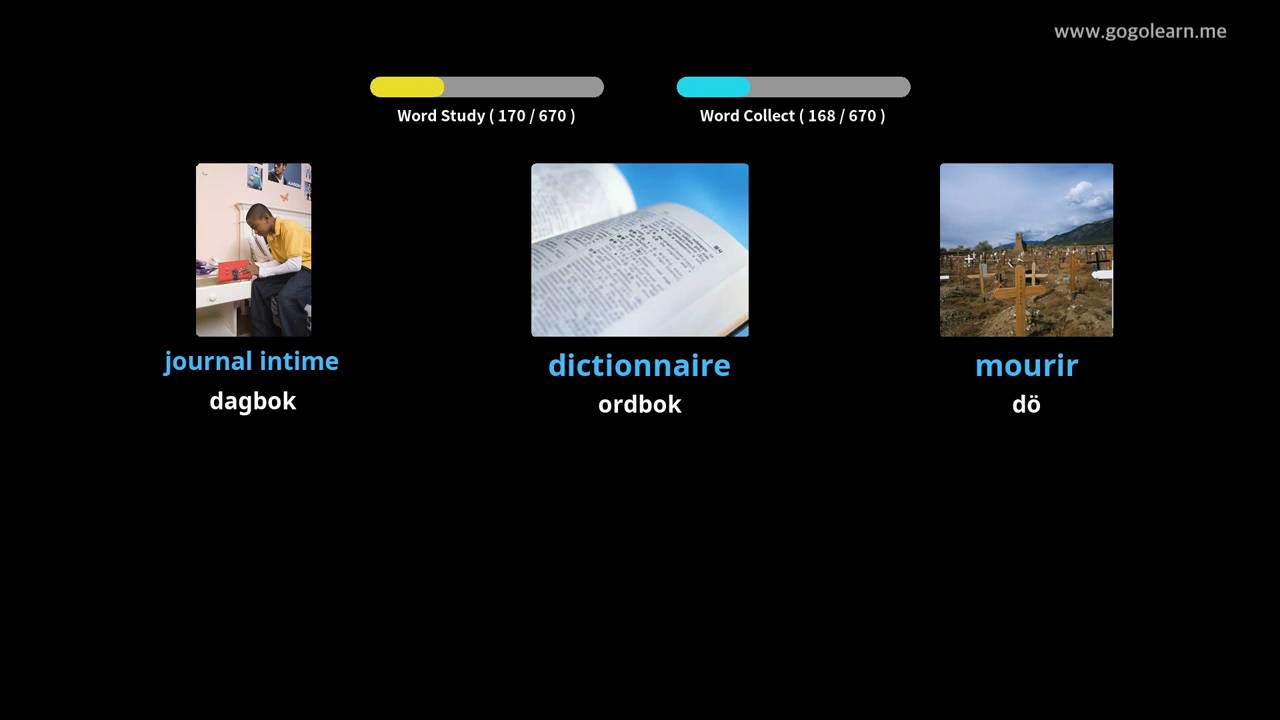 www.gogolearn.me
Word Study ( 170 / 670 )
Word Collect ( 168 / 670 )
journal intime
dictionnaire
mourir
dagbok
ordbok
dö